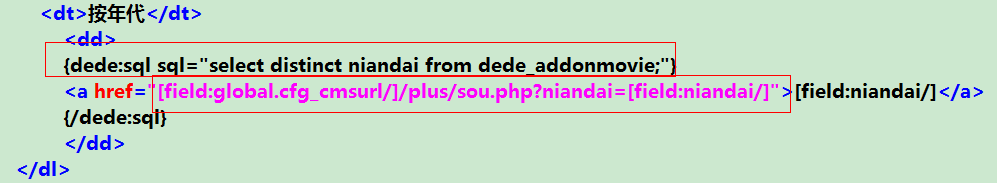 <dt>按年代</dt>
<dd>
{dede:sql sql="select distinct niandai from dede_addonmovie;"}
<a href="[field:global.cfg_cmsurl/]/plus/sou.php?niandai=[field:niandai/]">[field:niandai/]</a>
{/dede:sql}
</dd>
</dl>